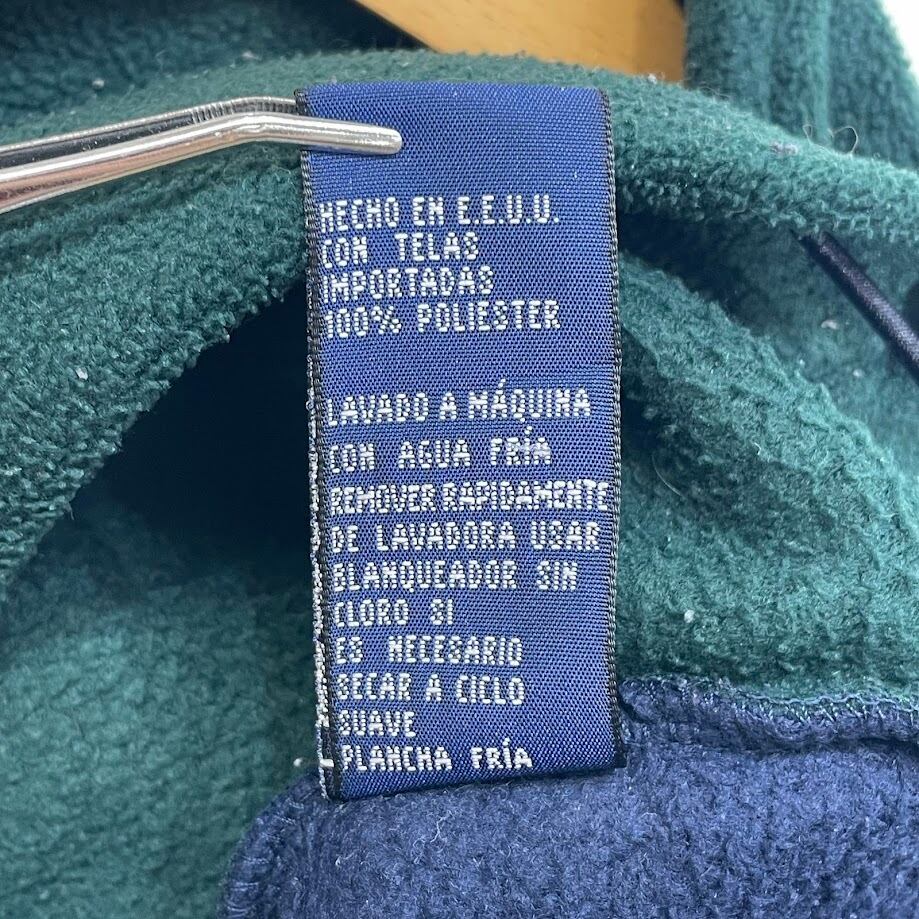 HECHO EN E.E.U.U.
CON TELAS
IMPORTADAS
100% POLIESTER
LAVADO A MÁQUINA
CON AGUA FRÍA
REMOVER RAPIDAMENTE
DE LAVADORA USAR
BLANQUEADOR SIN
CLORO SI
ES NECESARIO
SECAR A CICLO
SUAVE
PLANCHA FRÍA